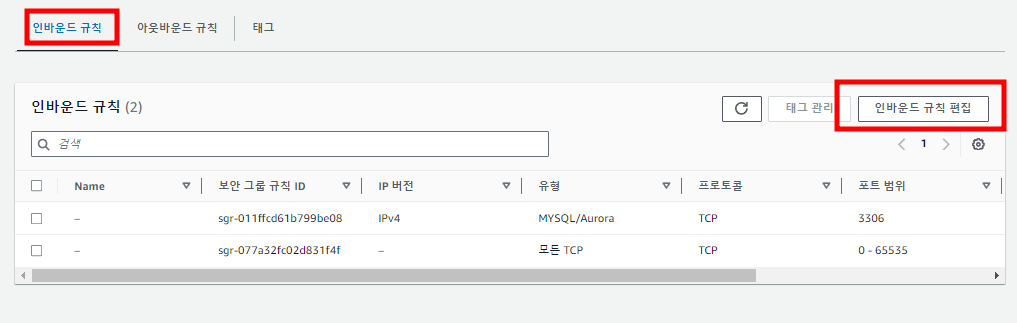 인바운드 규칙 아웃바운드 규칙 태그
인바운드 규칙 (2)
태그 관리 인바운드 규칙 편집
검색
1
Name 보안 그룹 규칙 ID IP 버전 유형 프로토콜 포트 범위
– sgr-011ffcd61b799be08 IPv4 MYSQL/Aurora TCP 3306
– sgr-077a32fc02d831f4f – 모든 TCP TCP 0 - 65535